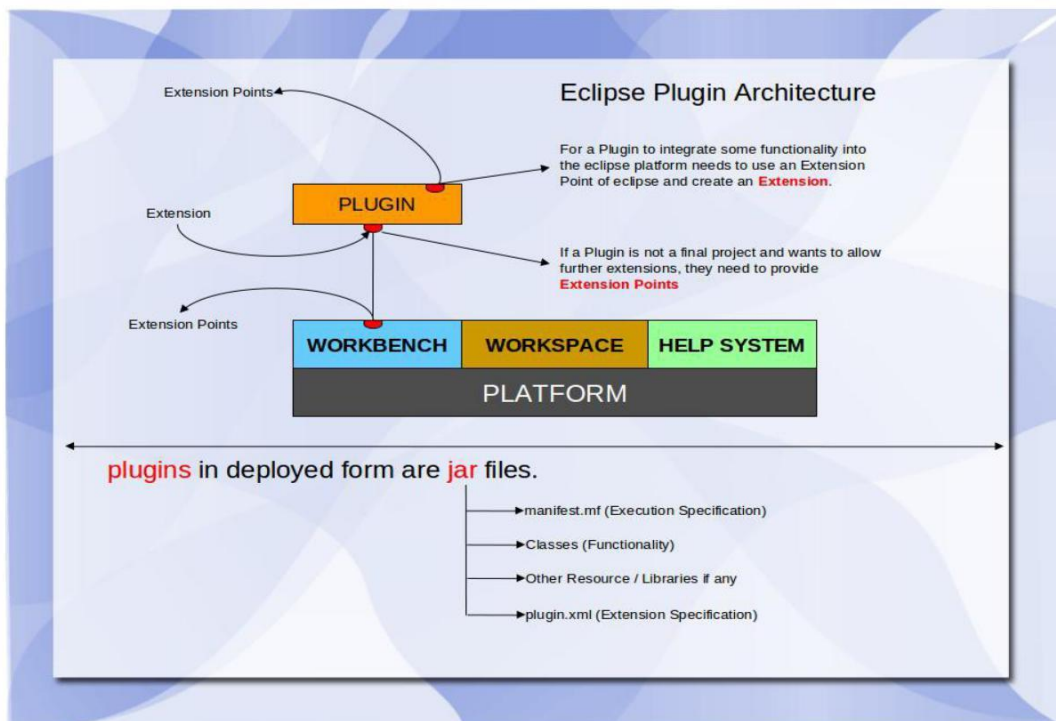 Eclipse Plugin Architecture
Extension Points
For a Plugin to integrate some functionality into
the eclipse platform needs to use an Extension
Point of eclipse and create an Extension.
PLUGIN
Extension
If a Plugin is not a final project and wants to allow
further extensions, they need to provide
Extension Points
Extension Points
WORKBENCH
WORKSPACE
HELP SYSTEM
PLATFORM
plugins in deployed form are jar files.
manifest.mf (Execution Specification)
Classes (Functionality)
Other Resource / Libraries if any
plugin.xml (Extension Specification)